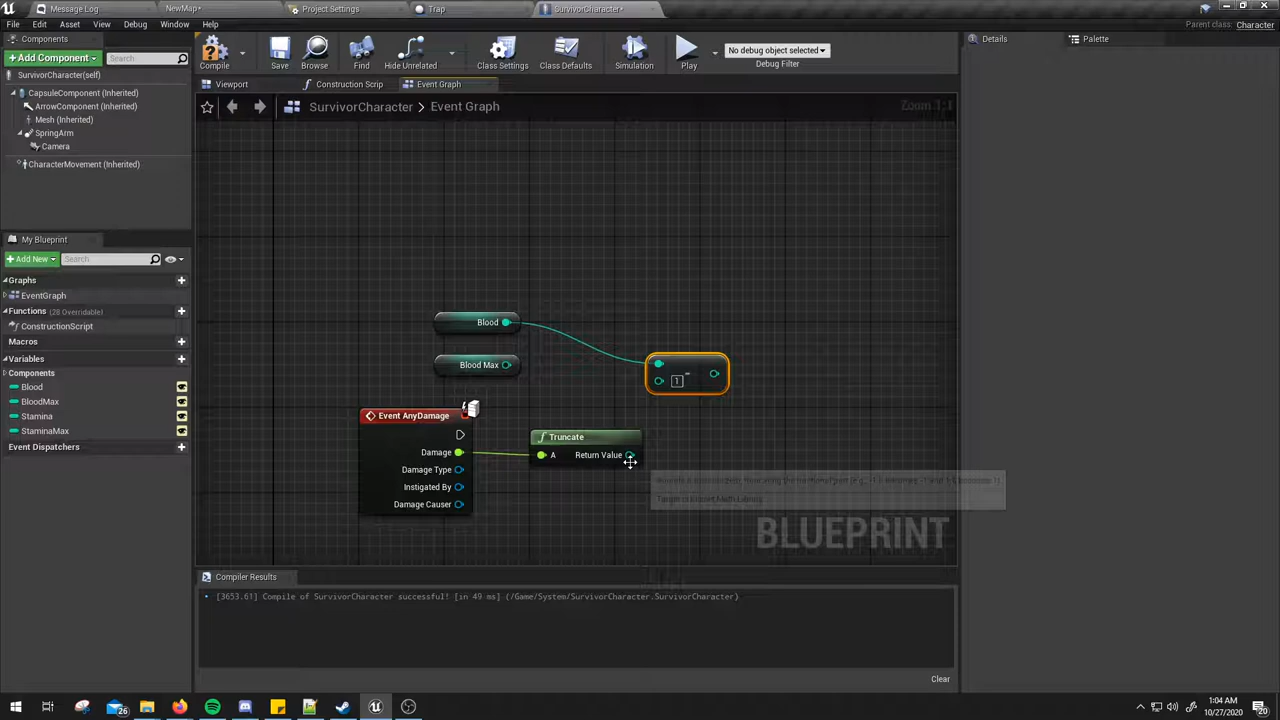 Message Log
NewMap*
Project Settings
Trap
SurvivorCharacter*
File Edit Asset View Debug Window Help
Parent class: Character
Components
+Add Component
Search
SurvivorCharacter(self)
CapsuleComponent (Inherited)
ArrowComponent (Inherited)
Mesh (Inherited)
SpringArm
Camera
CharacterMovement (Inherited)
Compile
Save
Browse
Find
Hide Unrelated
Class Settings
Class Defaults
Simulation
Play
No debug object selected
Debug Filter
Details
Palette
Viewport
Construction Scrip
Event Graph
SurvivorCharacter > Event Graph
Zoom 1:1
My Blueprint
+Add New
Search
Graphs
EventGraph
Functions (20 Overridable)
ConstructionScript
Macros
Variables
Components
Blood
BloodMax
Stamina
StaminaMax
Event Dispatchers
Blood
Blood Max
1
-
Event AnyDamage
Damage
Damage Type
Instigated By
Damage Causer
Truncate
A
Return Value
BLUEPRINT
Compiler Results
[3653.61] Compile of SurvivorCharacter successful! [in 49 ms] (/Game/System/SurvivorCharacter.SurvivorCharacter)
Clear
26
1:04 AM
10/27/2020
20